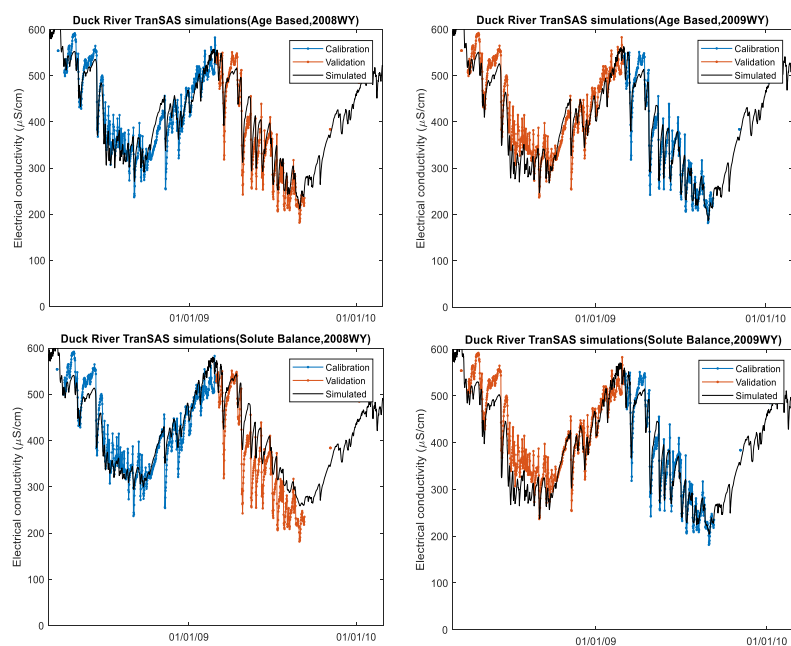 Duck River TranSAS simulations(Age Based,2008WY)
600
500
400
300
200
100
0
Electrical conductivity (μS/cm)
01/01/09
01/01/10
Calibration
Validation
Simulated
Duck River TranSAS simulations(Age Based,2009WY)
600
500
400
300
200
100
0
Electrical conductivity (μS/cm)
01/01/09
01/01/10
Calibration
Validation
Simulated
Duck River TranSAS simulations(Solute Balance,2008WY)
600
500
400
300
200
100
0
Electrical conductivity (μS/cm)
01/01/09
01/01/10
Calibration
Validation
Simulated
Duck River TranSAS simulations(Solute Balance,2009WY)
600
500
400
300
200
100
0
Electrical conductivity (μS/cm)
01/01/09
01/01/10
Calibration
Validation
Simulated